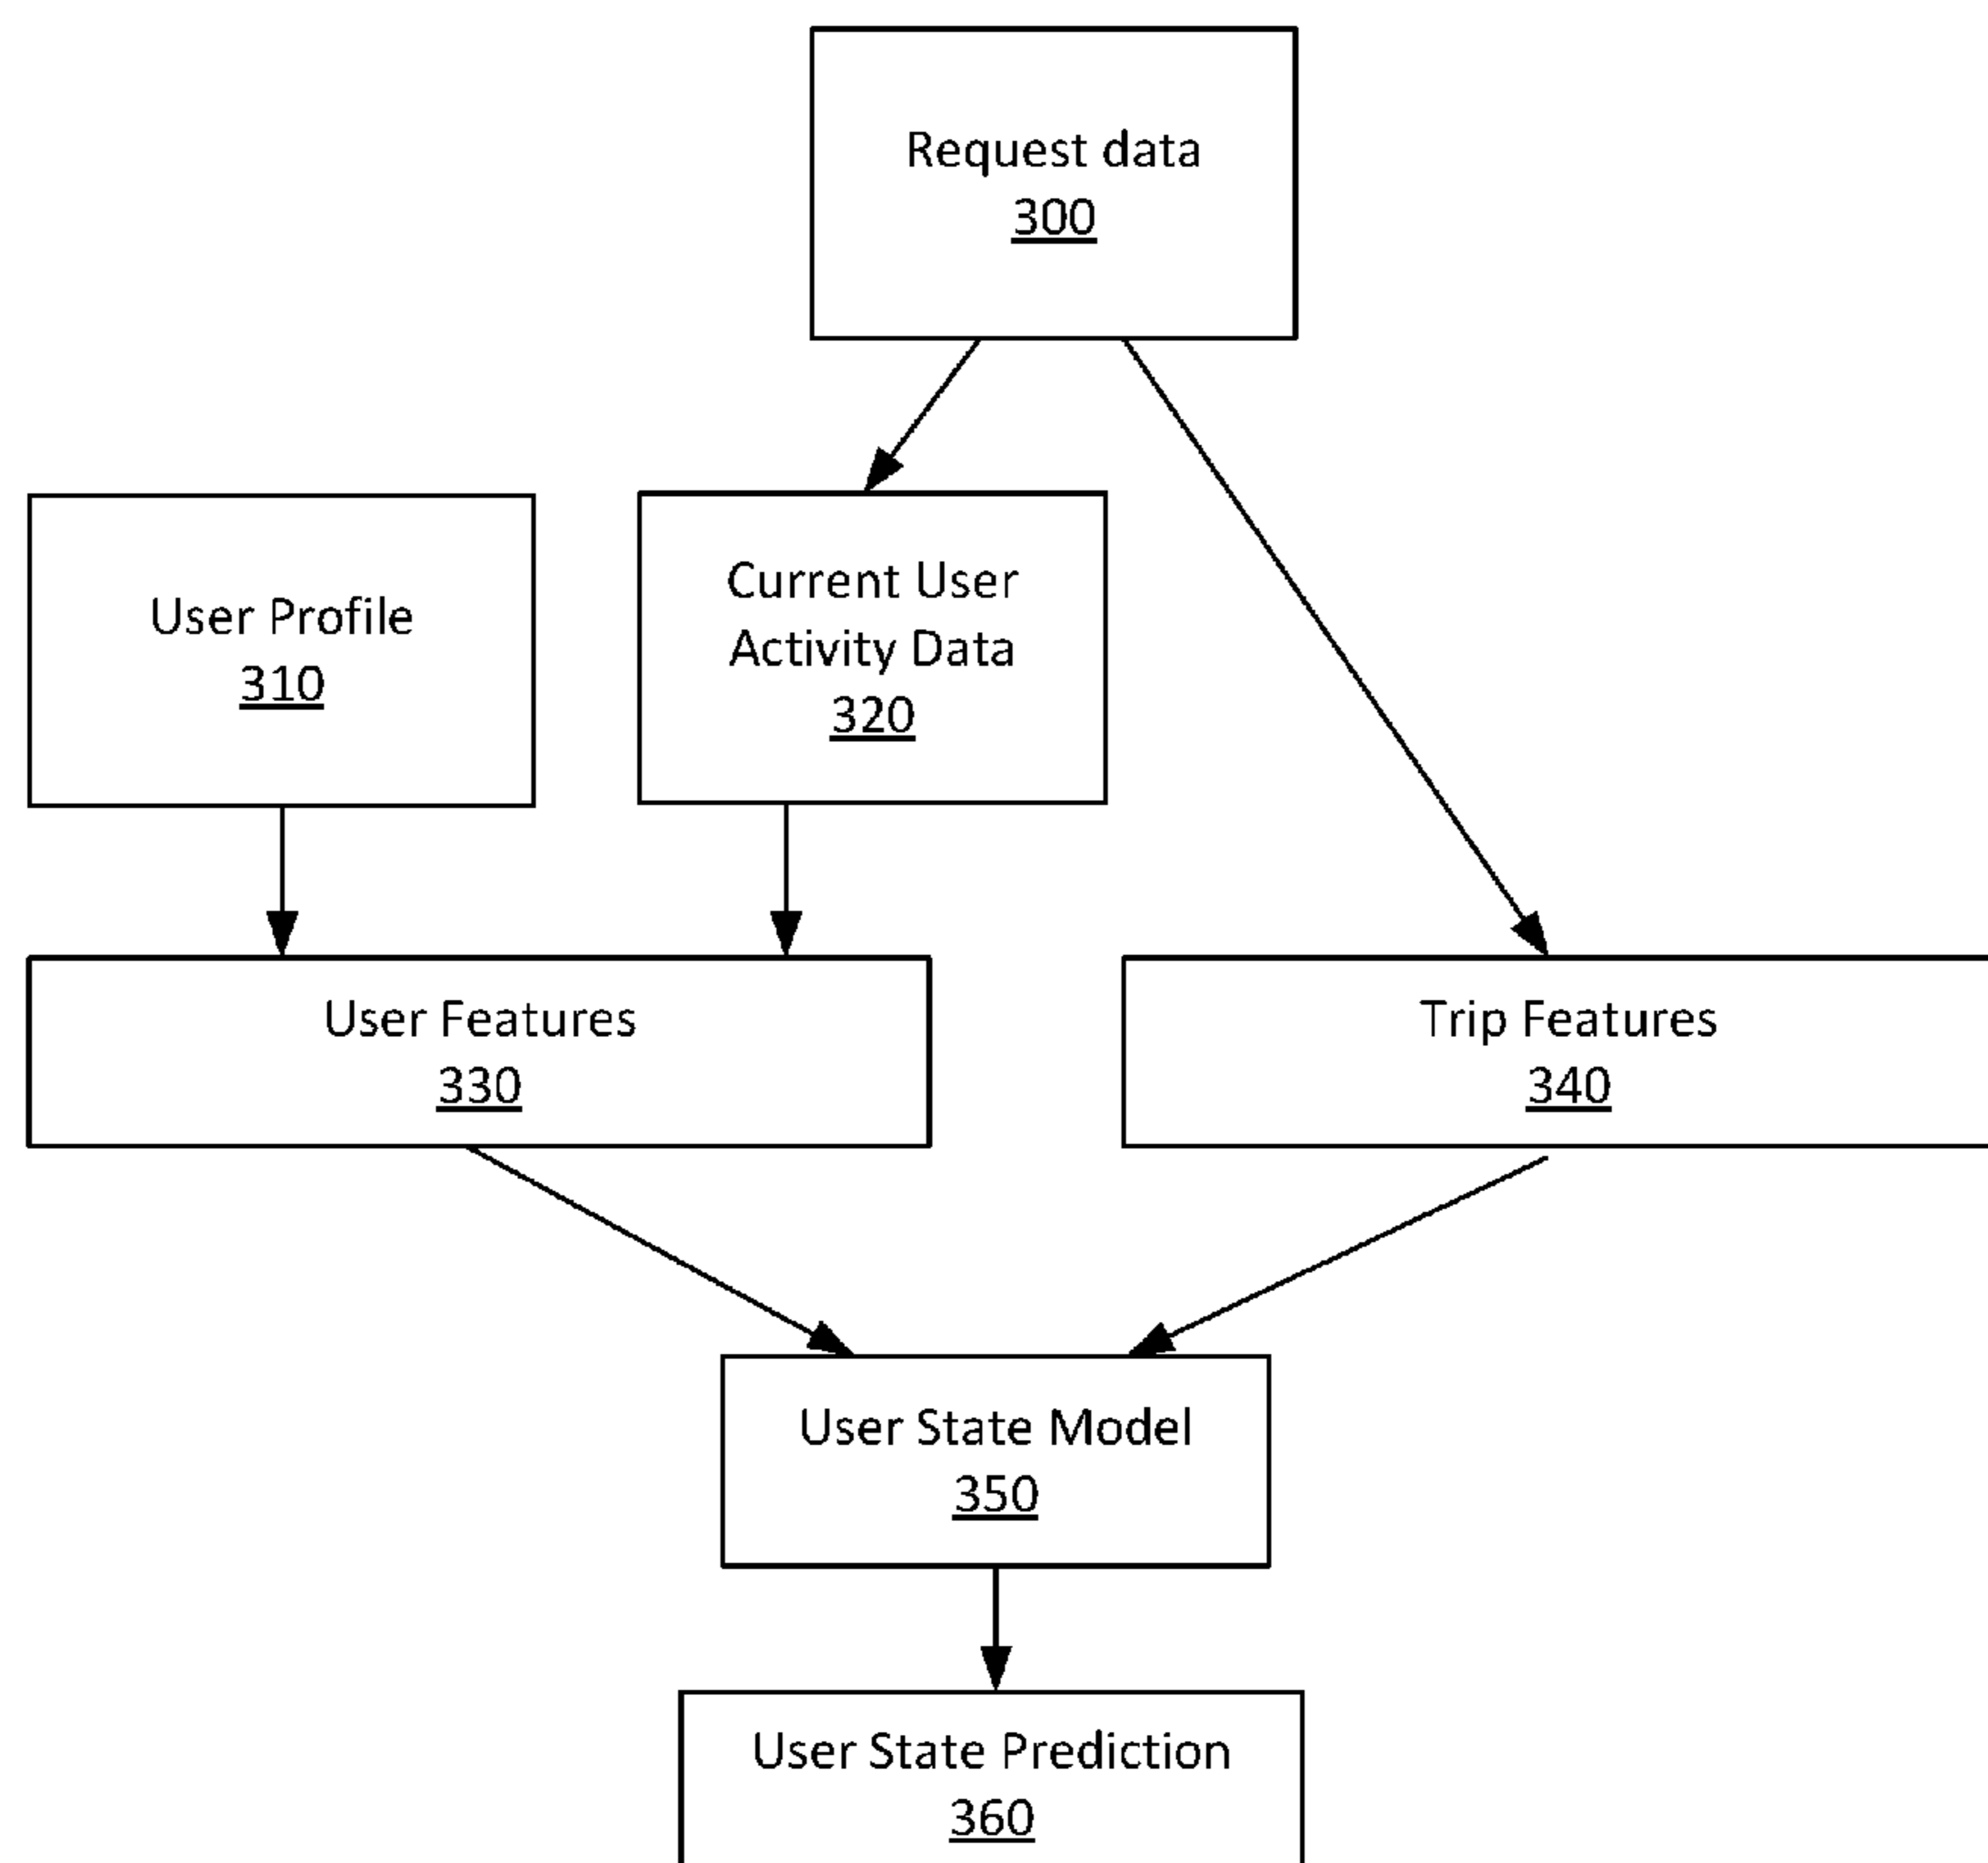 Request data
300
User Profile
310
Current User
Activity Data
320
User Features
330
Trip Features
340
User State Model
350
User State Prediction
360